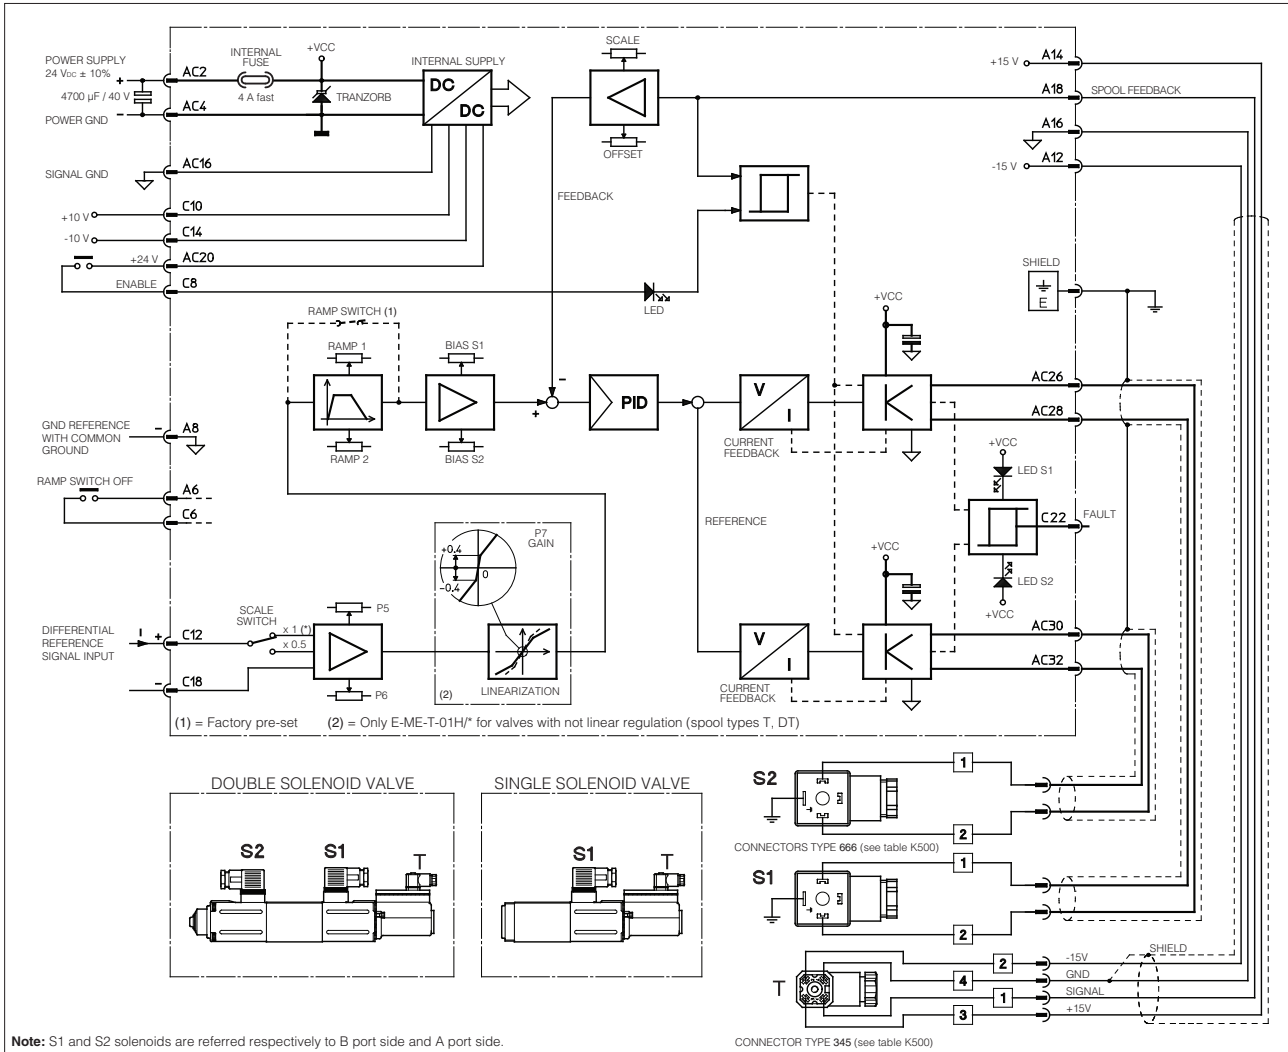 POWER SUPPLY
24 VDC ± 10%
+
4700 µF / 40 V
-
POWER GND
AC2
AC4
INTERNAL
FUSE
4 A fast
+VCC
TRANZORB
INTERNAL SUPPLY
DC
DC
SCALE
OFFSET
+15 V
A14
A18
SPOOL FEEDBACK
A16
-15 V
A12
SIGNAL GND
AC16
+10 V
C10
-10 V
C14
+24 V
AC20
ENABLE
C8
FEEDBACK
LED
SHIELD
E
RAMP SWITCH (1)
RAMP 1
RAMP 2
BIAS S1
BIAS S2
-
+
PID
V
I
CURRENT
FEEDBACK
+VCC
AC26
AC28
GND REFERENCE
WITH COMMON
GROUND
-
A8
RAMP SWITCH OFF
A6
C6
REFERENCE
+VCC
LED S1
C22
FAULT
LED S2
+VCC
P7
GAIN
+0.4
0
-0.4
LINEARIZATION
(2)
DIFFERENTIAL
REFERENCE
SIGNAL INPUT
I
+
C12
-
C18
SCALE
SWITCH
x 1 (*)
x 0.5
P5
P6
V
I
CURRENT
FEEDBACK
+VCC
AC30
AC32
(1) = Factory pre-set
(2) = Only E-ME-T-01H/* for valves with not linear regulation (spool types T, DT)
DOUBLE SOLENOID VALVE
S2
S1
T
SINGLE SOLENOID VALVE
S1
T
S2
1
2
CONNECTORS TYPE 666 (see table K500)
S1
1
2
T
2
-15V
4
GND
1
SIGNAL
3
+15V
SHIELD
CONNECTOR TYPE 345 (see table K500)
Note: S1 and S2 solenoids are referred respectively to B port side and A port side.